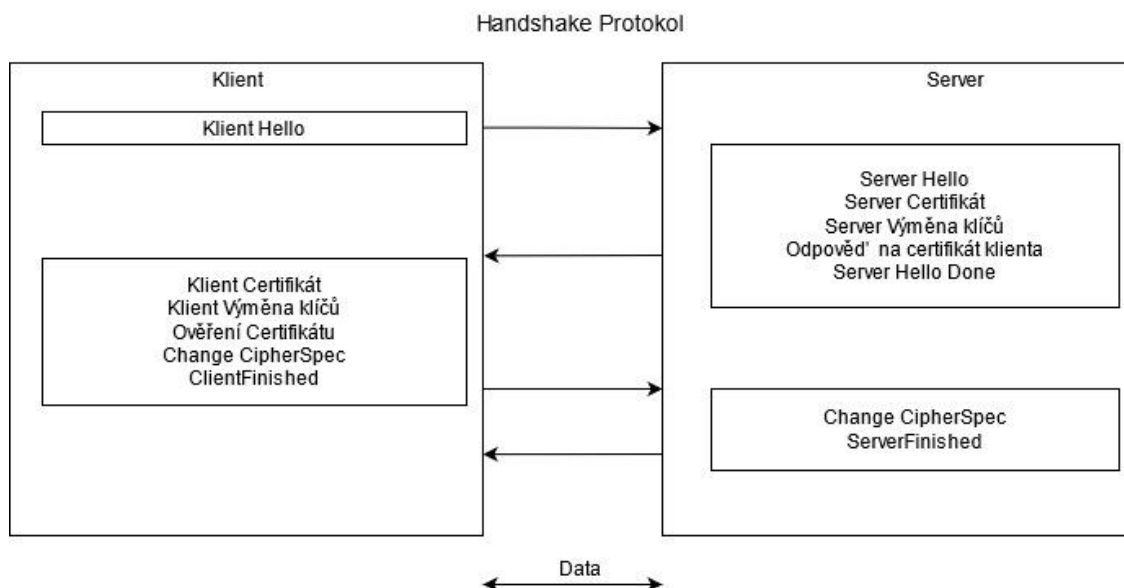 Handshake Protokol
Klient
Server
Klient Hello
Server Hello
Server Certifikát
Server Výměna klíčů
Odpověď na certifikát klienta
Server Hello Done
Klient Certifikát
Klient Výměna klíčů
Ověření Certifikátu
Change CipherSpec
ClientFinished
Change CipherSpec
ServerFinished
Data